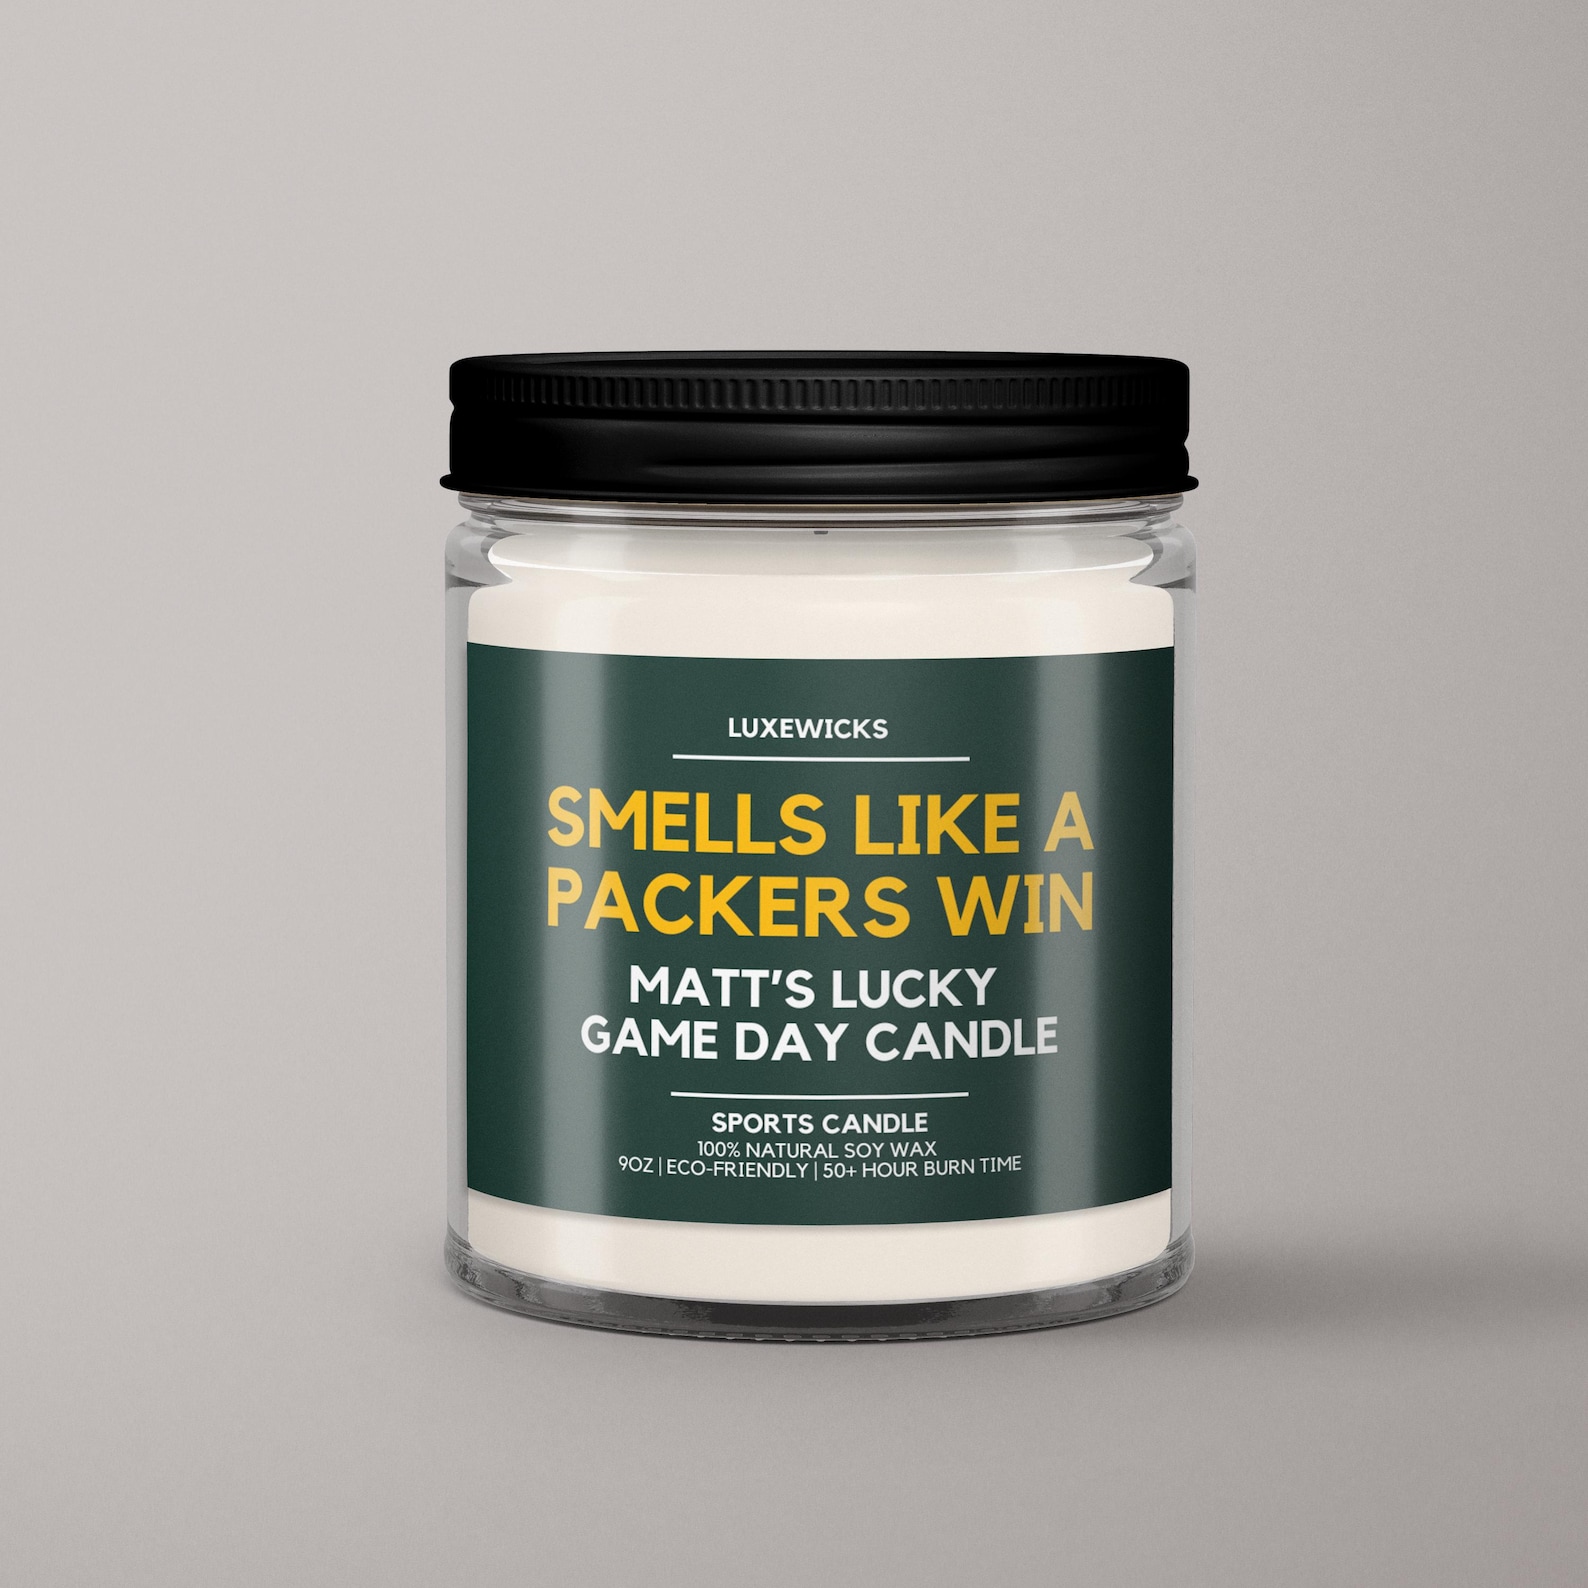 LUXEWICKS
SMELLS LIKE A
PACKERS WIN
MATT'S LUCKY
GAME DAY CANDLE
SPORTS CANDLE
100% NATURAL SOY WAX
9OZ | ECO-FRIENDLY | 50+ HOUR BURN TIME